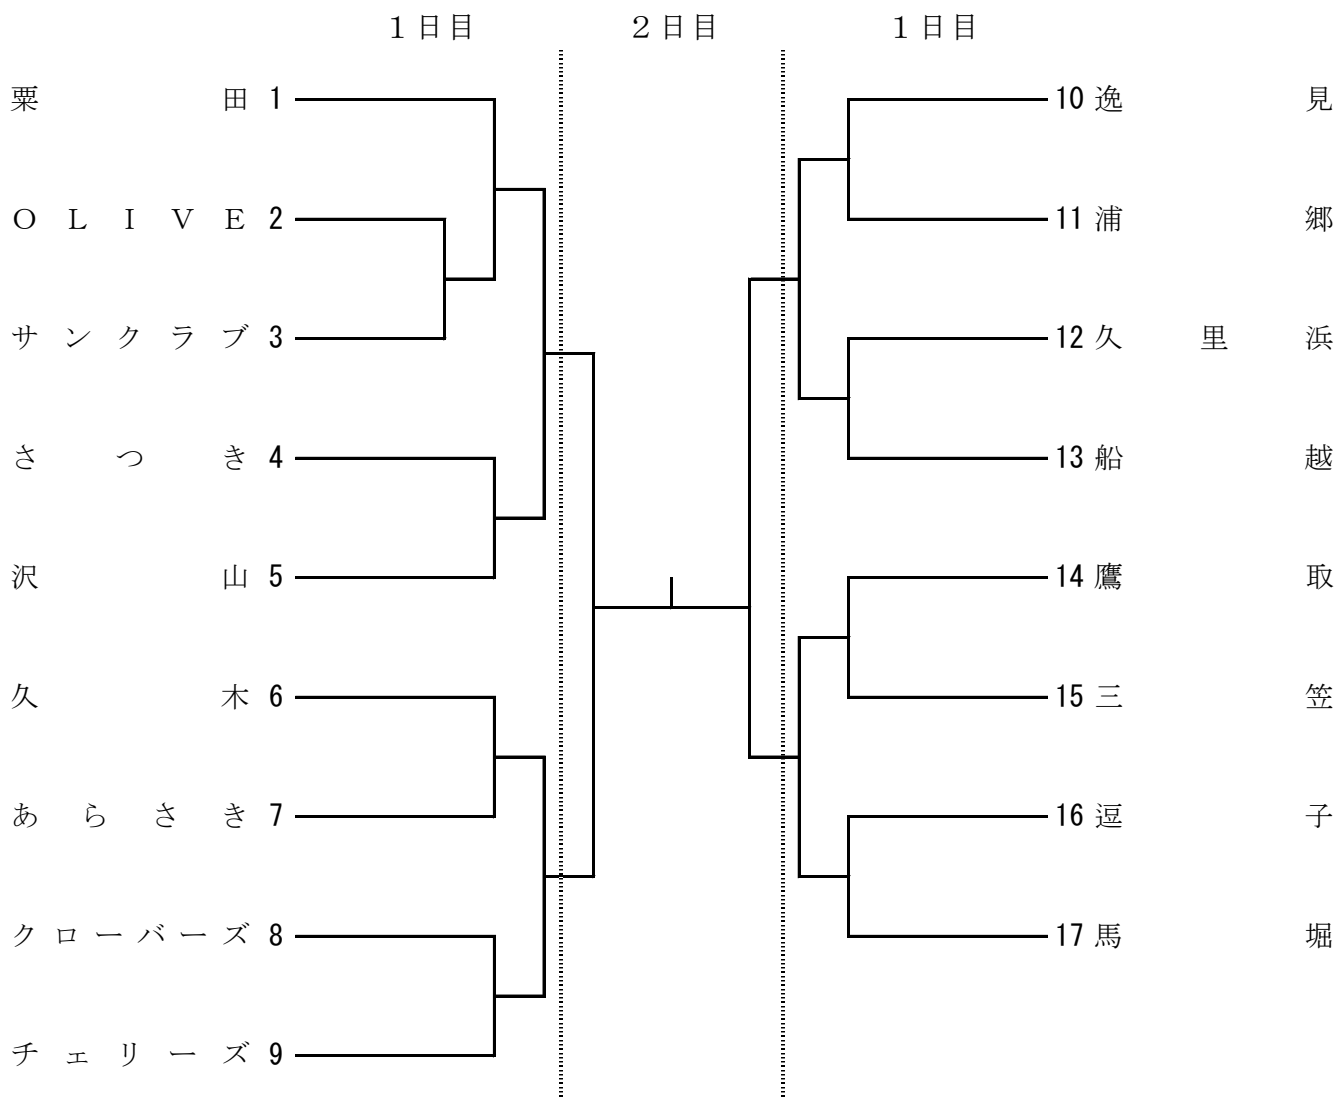 １日目 ２日目 １日目
粟田 1
ＯＬＩＶＥ 2
サンクラブ 3
さつき 4
沢山 5
久木 6
あらさき 7
クローバーズ 8
チェリーズ 9
10 逸見
11 浦郷
12 久里浜
13 船越
14 鷹取
15 三笠
16 逗子
17 馬堀